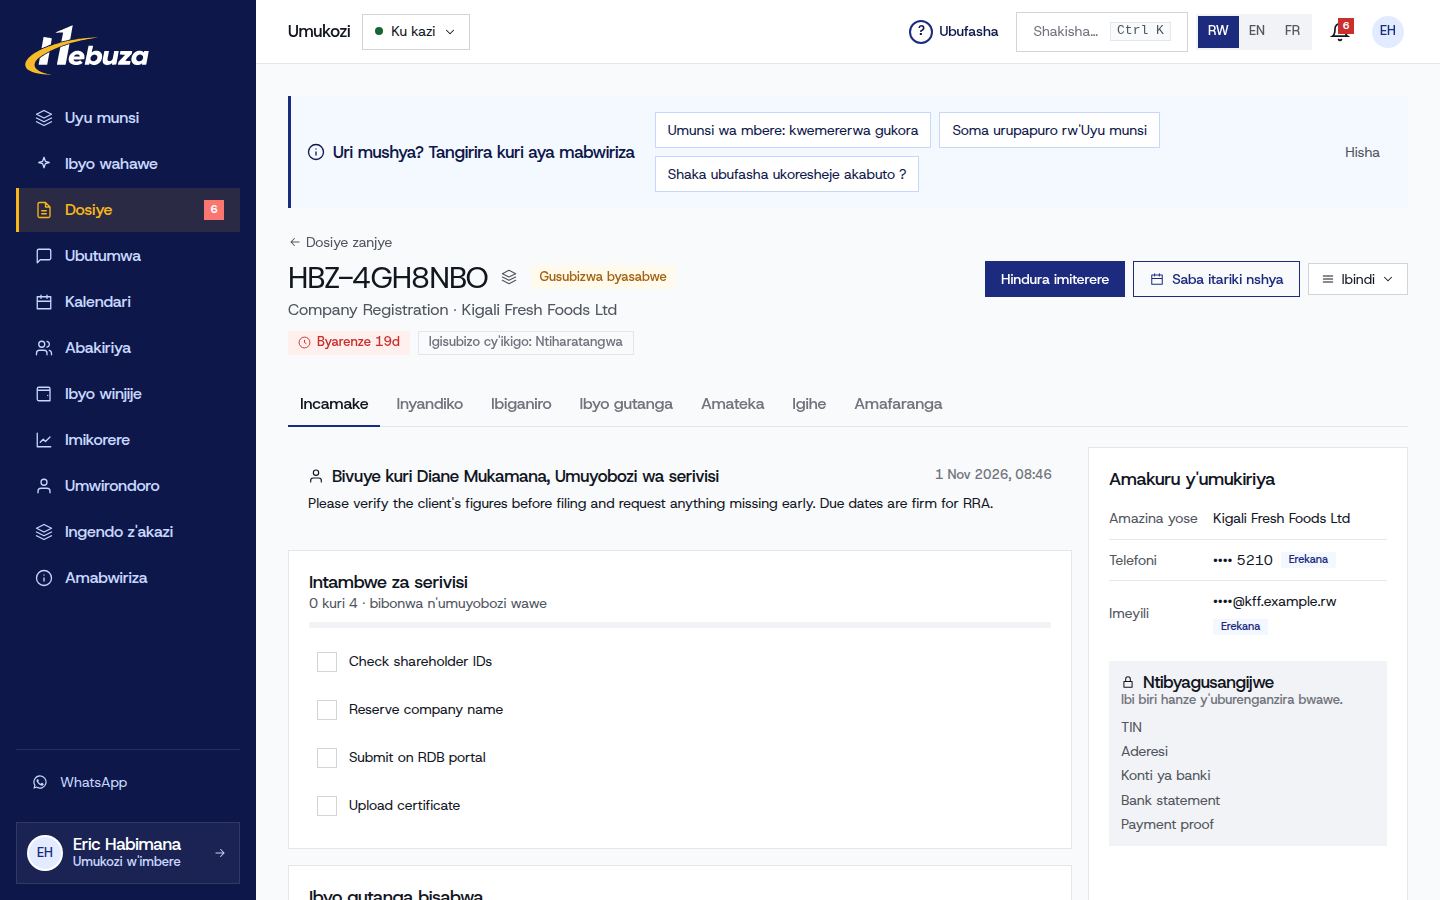 Hebuza
Uyu munsi
Ibyo wahawe
Dosiye
6
Ubutumwa
Kalendari
Abakiriya
Ibyo winjije
Imikorere
Umwirondoro
Ingendo z'akazi
Amabwiriza
WhatsApp
EH
Eric Habimana
Umukozi w'imbere
Umukozi
Ku kazi
? Ubufasha
Shakisha… Ctrl K
RW EN FR
6
EH
Uri mushya? Tangirira kuri aya mabwiriza
Umunsi wa mbere: kwemererwa gukora
Soma urupapuro rw'Uyu munsi
Shaka ubufasha ukoresheje akabuto ?
Hisha
← Dosiye zanjye
HBZ–4GH8NBO
Gusubizwa byasabwe
Hindura imiterere
Saba itariki nshya
Ibindi
Company Registration · Kigali Fresh Foods Ltd
Byarenze 19d
Igisubizo cy'ikigo: Ntiharatangwa
Incamake Inyandiko Ibiganiro Ibyo gutanga Amateka Igihe Amafaranga
Bivuye kuri Diane Mukamana, Umuyobozi wa serivisi
1 Nov 2026, 08:46
Please verify the client's figures before filing and request anything missing early. Due dates are firm for RRA.
Intambwe za serivisi
0 kuri 4 · bibonwa n'umuyobozi wawe
Check shareholder IDs
Reserve company name
Submit on RDB portal
Upload certificate
Ibyo gutanga bisabwa
Amakuru y'umukiriya
Amazina yose Kigali Fresh Foods Ltd
Telefoni •••• 5210 Erekana
Imeyili ••••@kff.example.rw
Erekana
Ntibyagusangijwe
Ibi biri hanze y'uburenganzira bwawe.
TIN
Aderesi
Konti ya banki
Bank statement
Payment proof